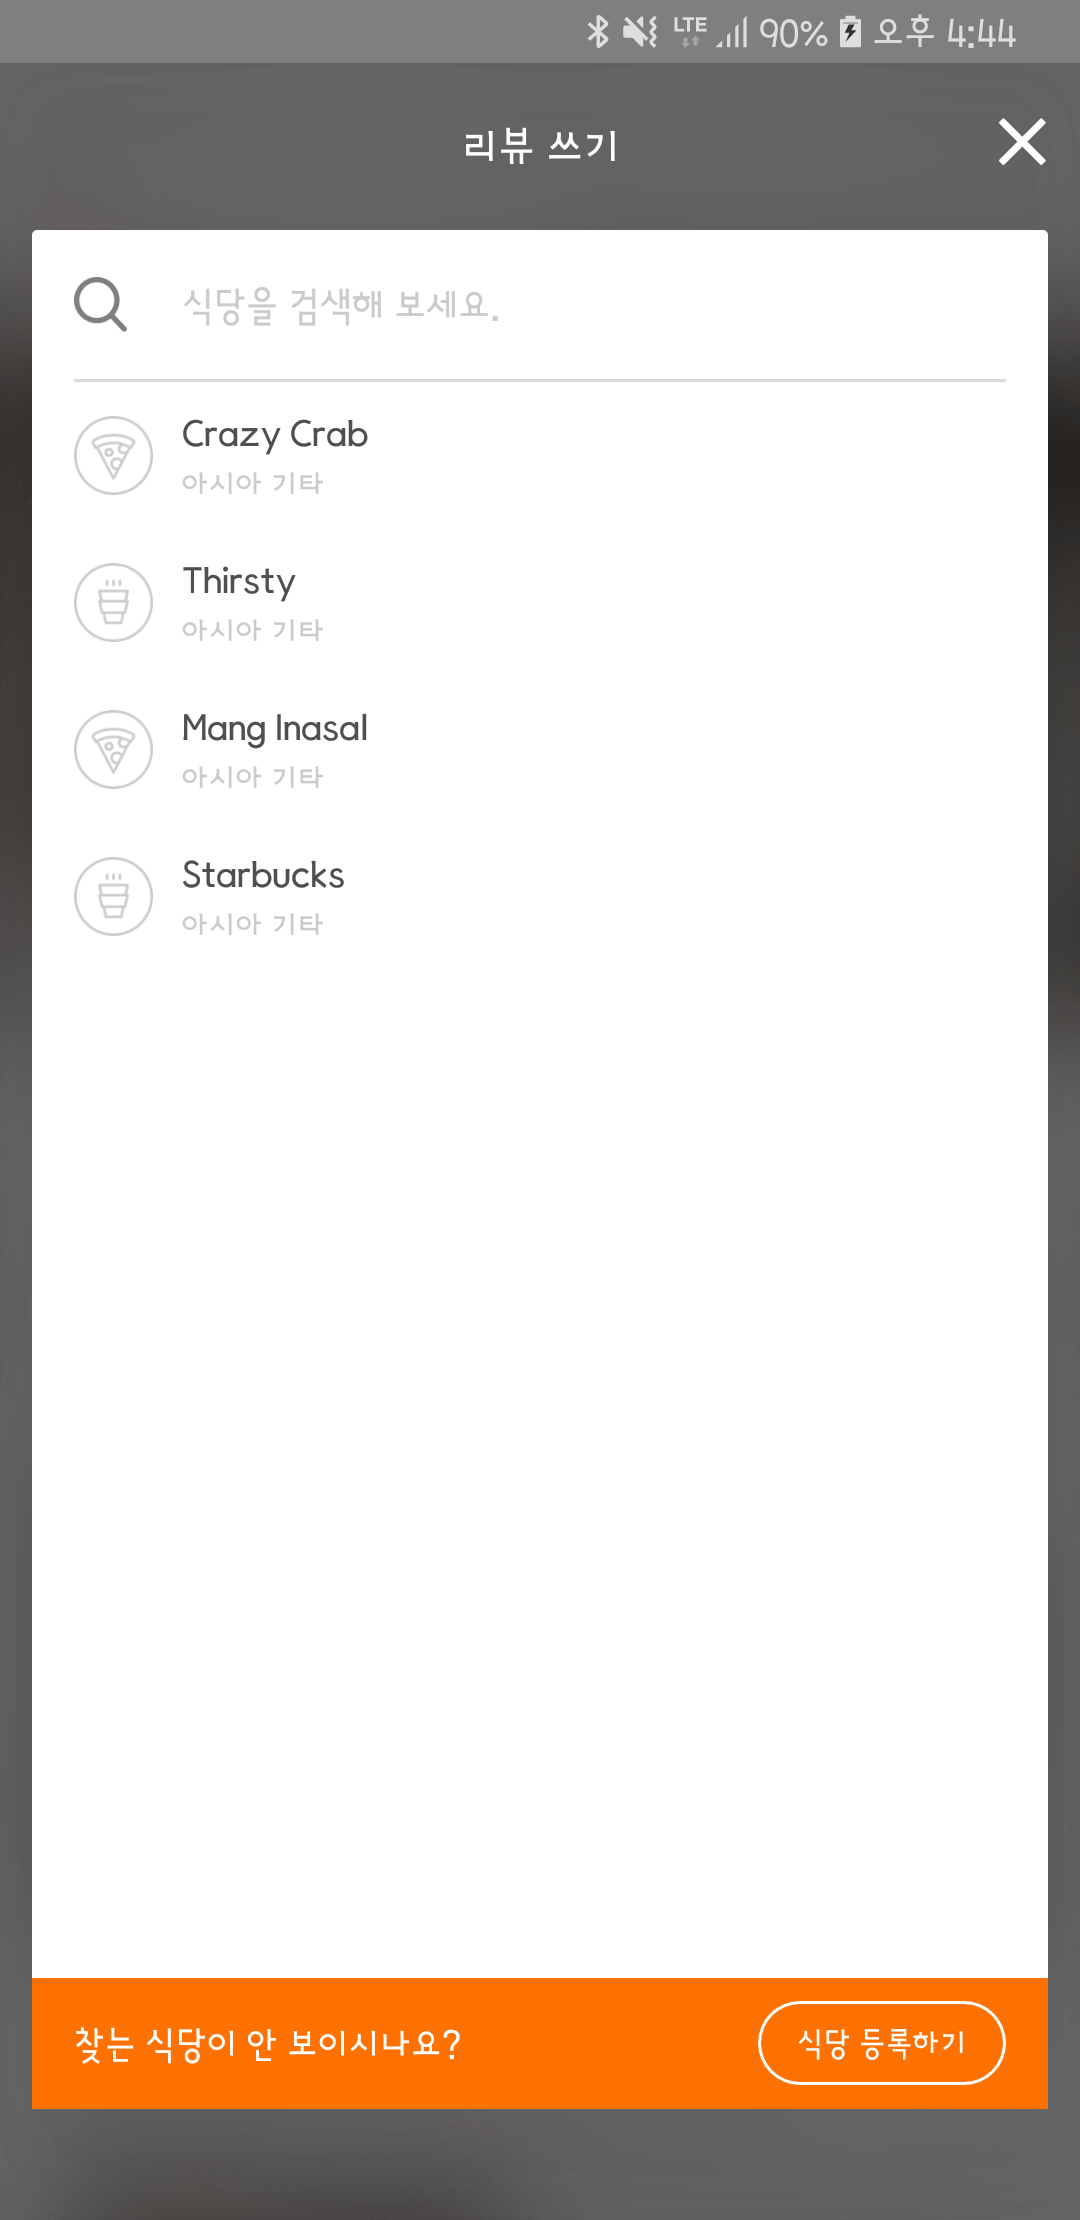 LTE 90% 오후 4:44
리뷰 쓰기
식당을 검색해 보세요.
Crazy Crab
아시아 기타
Thirsty
아시아 기타
Mang Inasal
아시아 기타
Starbucks
아시아 기타
찾는 식당이 안 보이시나요?
식당 등록하기